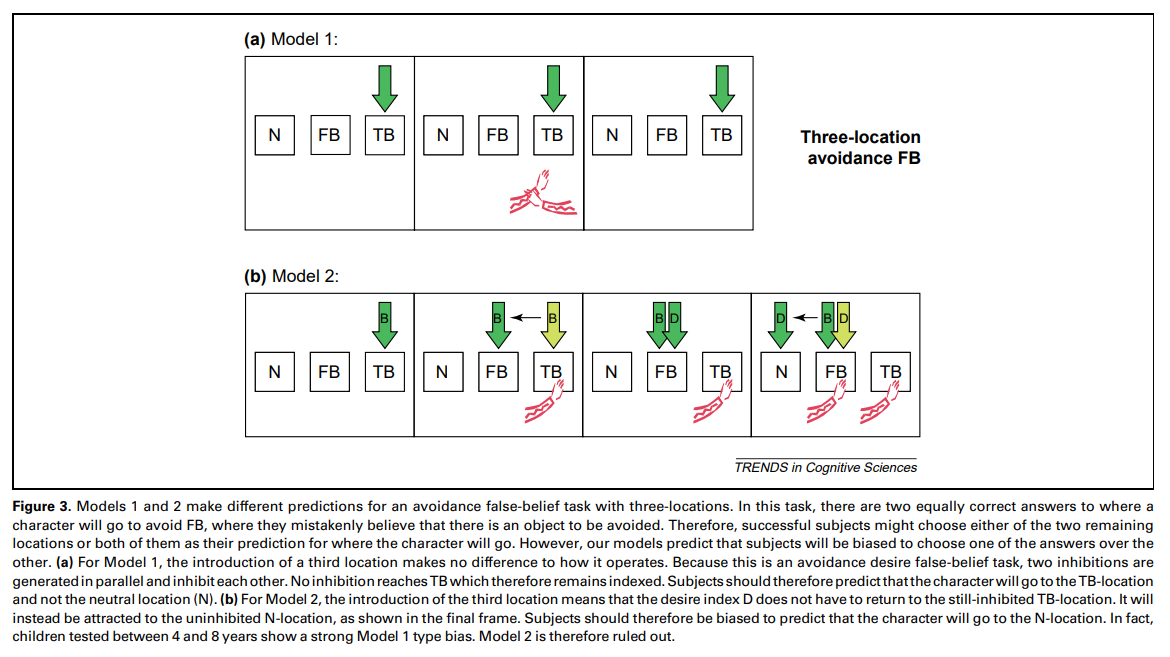 (a) Model 1:
N FB TB N FB TB N FB TB
Three-location
avoidance FB
(b) Model 2:
B B B B D D B D
N FB TB N FB TB N FB TB N FB TB
TRENDS in Cognitive Sciences
Figure 3. Models 1 and 2 make different predictions for an avoidance false-belief task with three-locations. In this task, there are two equally correct answers to where a
character will go to avoid FB, where they mistakenly believe that there is an object to be avoided. Therefore, successful subjects might choose either of the two remaining
locations or both of them as their prediction for where the character will go. However, our models predict that subjects will be biased to choose one of the answers over the
other. (a) For Model 1, the introduction of a third location makes no difference to how it operates. Because this is an avoidance desire false-belief task, two inhibitions are
generated in parallel and inhibit each other. No inhibition reaches TB which therefore remains indexed. Subjects should therefore predict that the character will go to the TB-location
and not the neutral location (N). (b) For Model 2, the introduction of the third location means that the desire index D does not have to return to the still-inhibited TB-location. It will
instead be attracted to the uninhibited N-location, as shown in the final frame. Subjects should therefore be biased to predict that the character will go to the N-location. In fact,
children tested between 4 and 8 years show a strong Model 1 type bias. Model 2 is therefore ruled out.